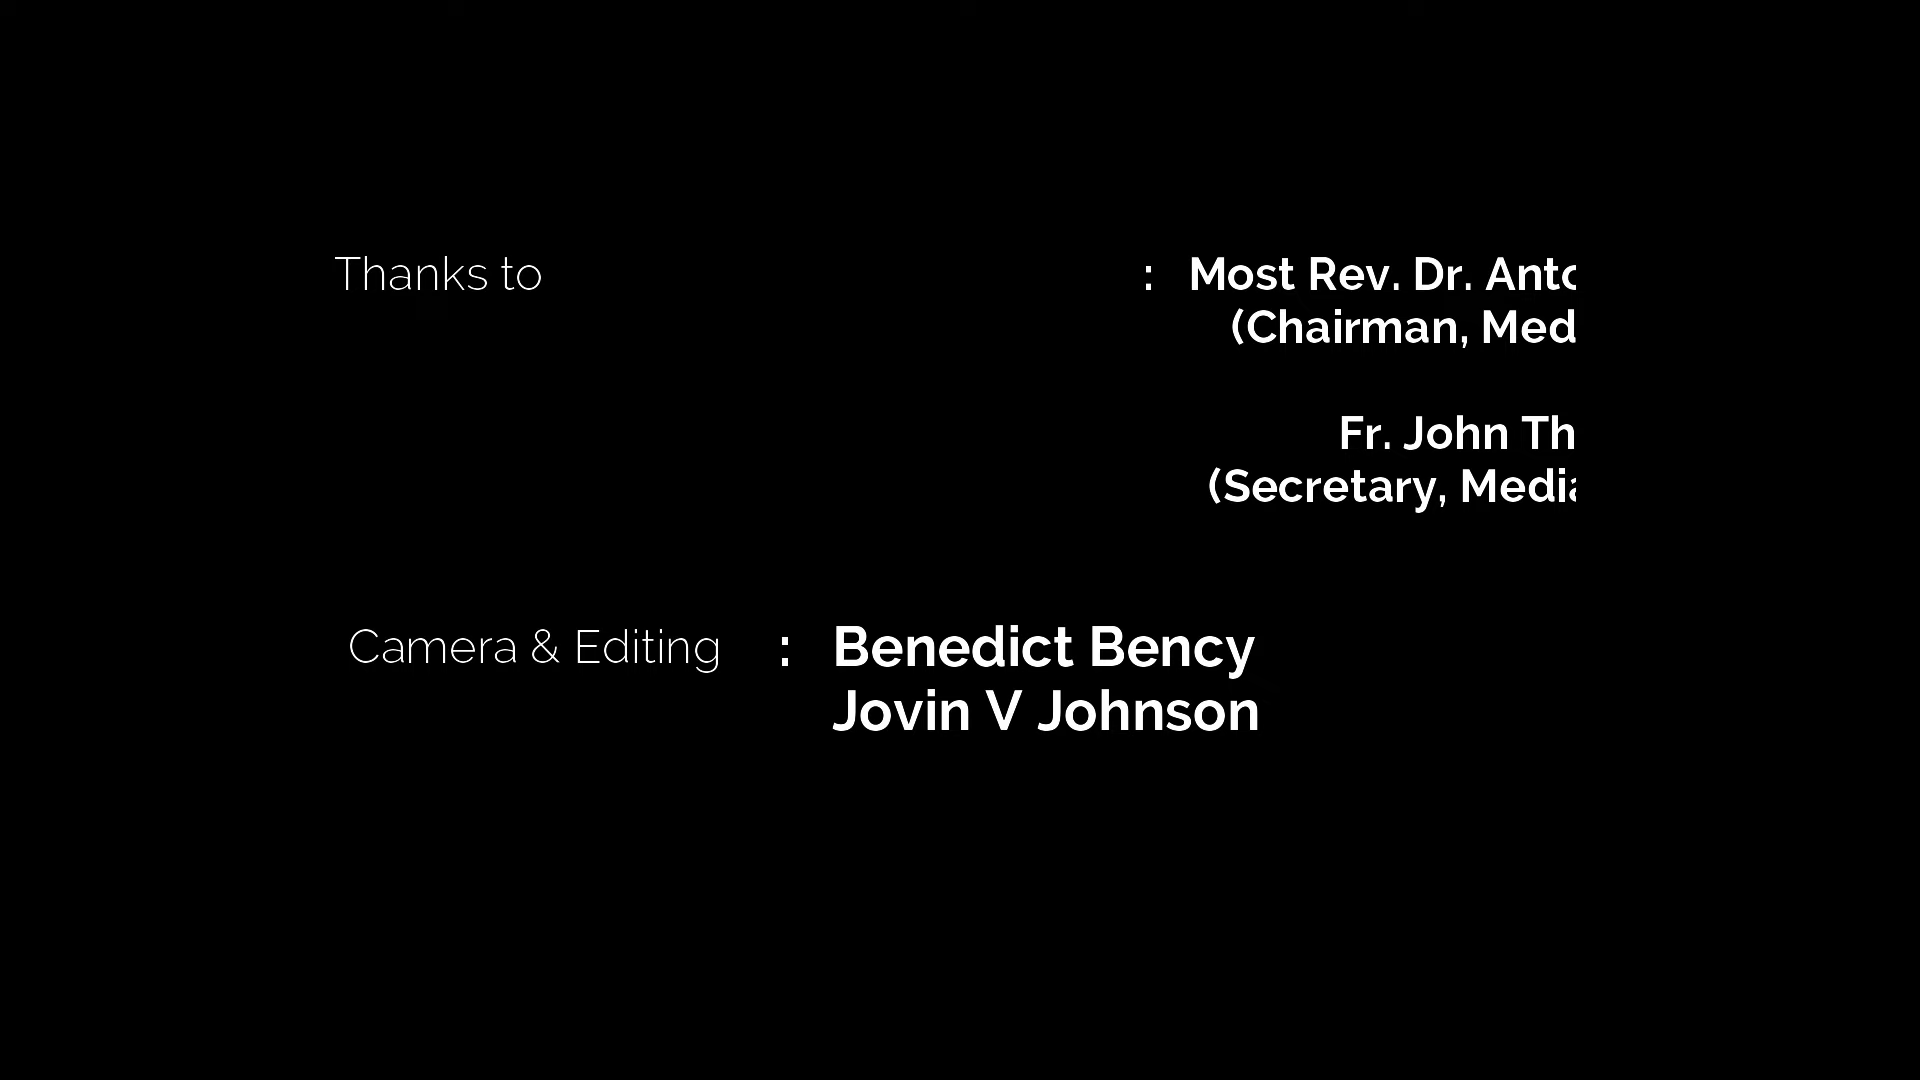 Thanks to : Most Rev. Dr.
(Chairman,
Fr. John
(Secretary,
Camera & Editing : Benedict Bency
Jovin V Johnson